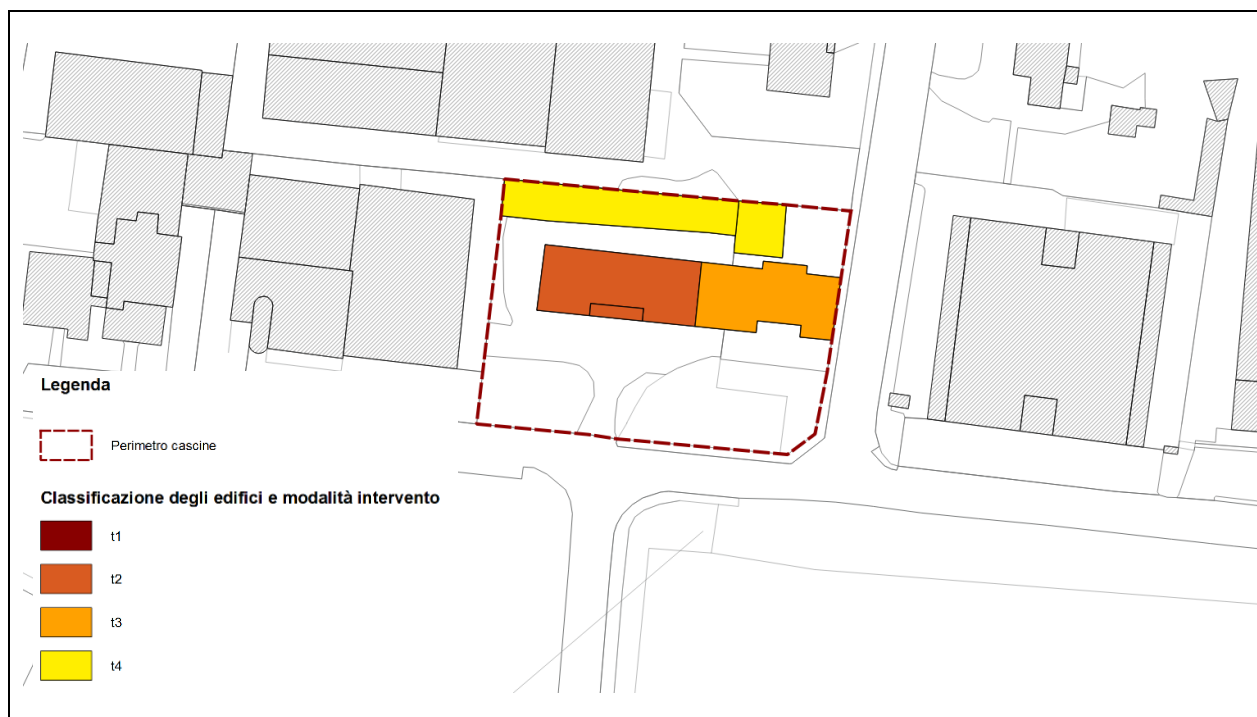 Legenda
Perimetro cascine
Classificazione degli edifici e modalità intervento
t1
t2
t3
t4